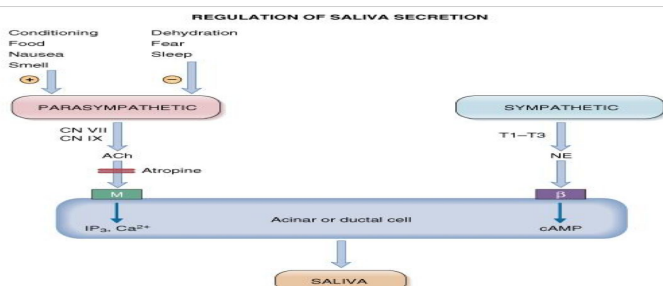 REGULATION OF SALIVA SECRETION
Conditioning
Food
Nausea
Smell
Dehydration
Fear
Sleep
+
−
PARASYMPATHETIC
SYMPATHETIC
CN VII
CN IX
T1–T3
ACh
NE
Atropine
M
β
Acinar or ductal cell
IP₃, Ca²⁺
cAMP
SALIVA